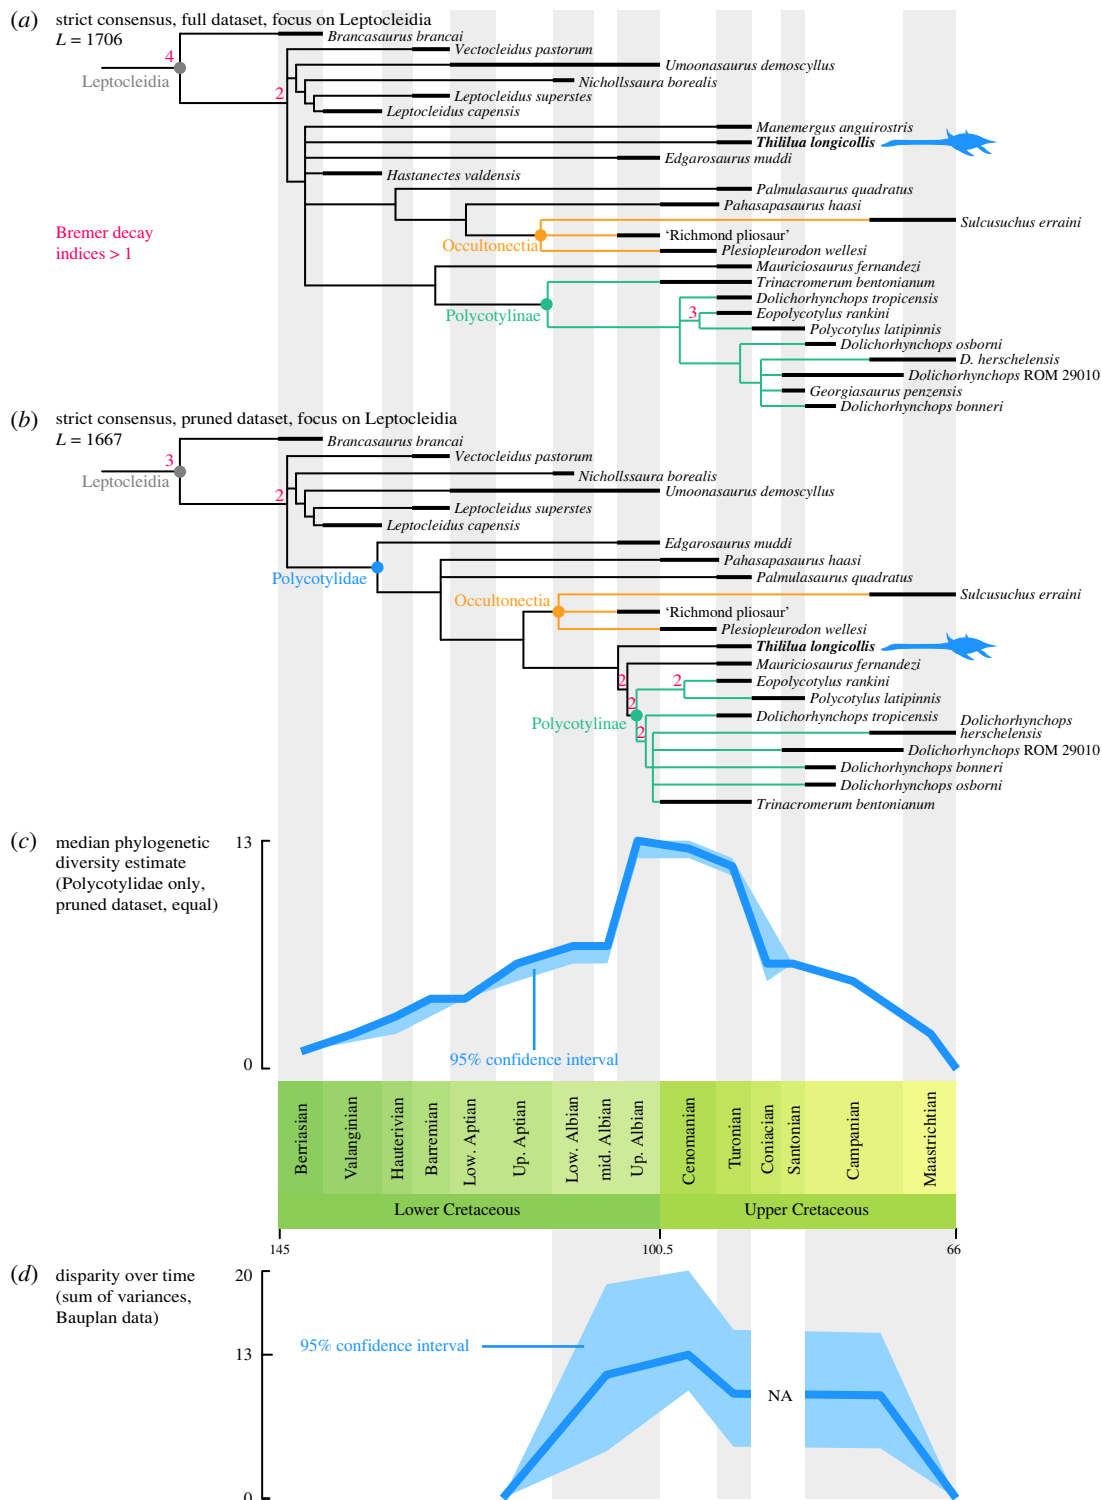 (a) strict consensus, full dataset, focus on Leptocleidia
L = 1706
Brancasaurus brancai
4
Vectocleidus pastorum
Umoonasaurus demoscyllus
Leptocleidia
Nichollssaura borealis
2
Leptocleidus superstes
Leptocleidus capensis
Manemergus anguirostris
Thililua longicollis
Edgarosaurus muddi
Hastanectes valdensis
Palmulasaurus quadratus
Pahasapasaurus haasi
Sulcusuchus erraini
Bremer decay
indices > 1
Occultonectia
'Richmond pliosaur'
Plesiopleurodon wellesi
Mauriciosaurus fernandezi
Trinacromerum bentonianum
Dolichorhynchops tropicensis
Polycotylinae
3
Eopolycotylus rankini
Polycotylus latipinnis
Dolichorhynchops osborni
D. herschelensis
Dolichorhynchops ROM 29010
Georgiasaurus penzensis
Dolichorhynchops bonneri
(b) strict consensus, pruned dataset, focus on Leptocleidia
L = 1667
Brancasaurus brancai
3
Vectocleidus pastorum
Leptocleidia
Nichollssaura borealis
2
Umoonasaurus demoscyllus
Leptocleidus superstes
Leptocleidus capensis
Edgarosaurus muddi
Pahasapasaurus haasi
Polycotylidae
Palmulasaurus quadratus
Sulcusuchus erraini
Occultonectia
'Richmond pliosaur'
Plesiopleurodon wellesi
Thililua longicollis
Mauriciosaurus fernandezi
2
2
Eopolycotylus rankini
2
Polycotylus latipinnis
Polycotylinae
Dolichorhynchops tropicensis
2
Dolichorhynchops
herschelensis
Dolichorhynchops ROM 29010
Dolichorhynchops bonneri
Dolichorhynchops osborni
Trinacromerum bentonianum
(c) median phylogenetic
diversity estimate
(Polycotylidae only,
pruned dataset, equal)
13
0
95% confidence interval
Berriasian
Valanginian
Hauterivian
Barremian
Low. Aptian
Up. Aptian
Low. Albian
mid. Albian
Up. Albian
Cenomanian
Turonian
Coniacian
Santonian
Campanian
Maastrichtian
Lower Cretaceous
Upper Cretaceous
145
100.5
66
(d) disparity over time
(sum of variances,
Bauplan data)
20
13
0
95% confidence interval
NA